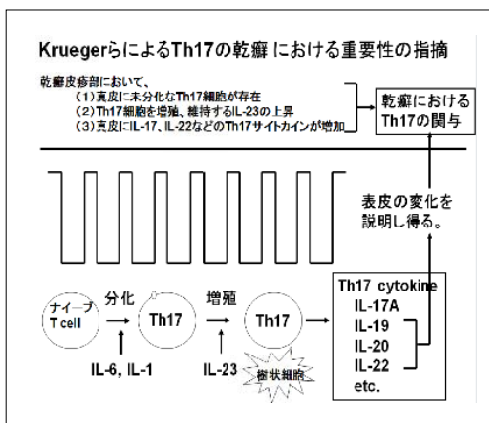 KruegerらによるTh17の乾癬における重要性の指摘
乾癬皮疹部において、
(1)真皮に未分化なTh17細胞が存在
(2)Th17細胞を増殖、維持するIL-23の上昇
(3)真皮にIL-17、IL-22などのTh17サイトカインが増加
乾癬における
Th17の関与
表皮の変化を
説明し得る。
ナイーブ
T cell
分化
IL-6, IL-1
Th17
増殖
IL-23
Th17
樹状細胞
Th17 cytokine
IL-17A
IL-19
IL-20
IL-22
etc.